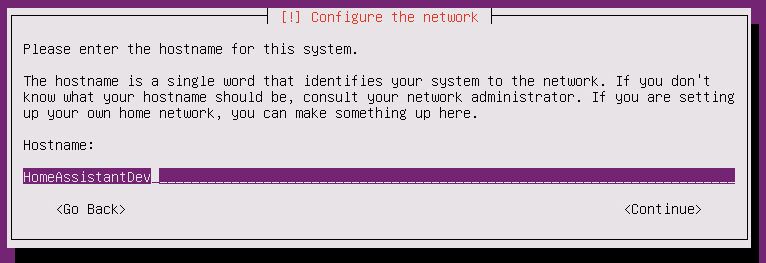 [!] Configure the network
Please enter the hostname for this system.
The hostname is a single word that identifies your system to the network. If you don't
know what your hostname should be, consult your network administrator. If you are setting
up your own home network, you can make something up here.
Hostname:
HomeAssistantDev
<Go Back> <Continue>